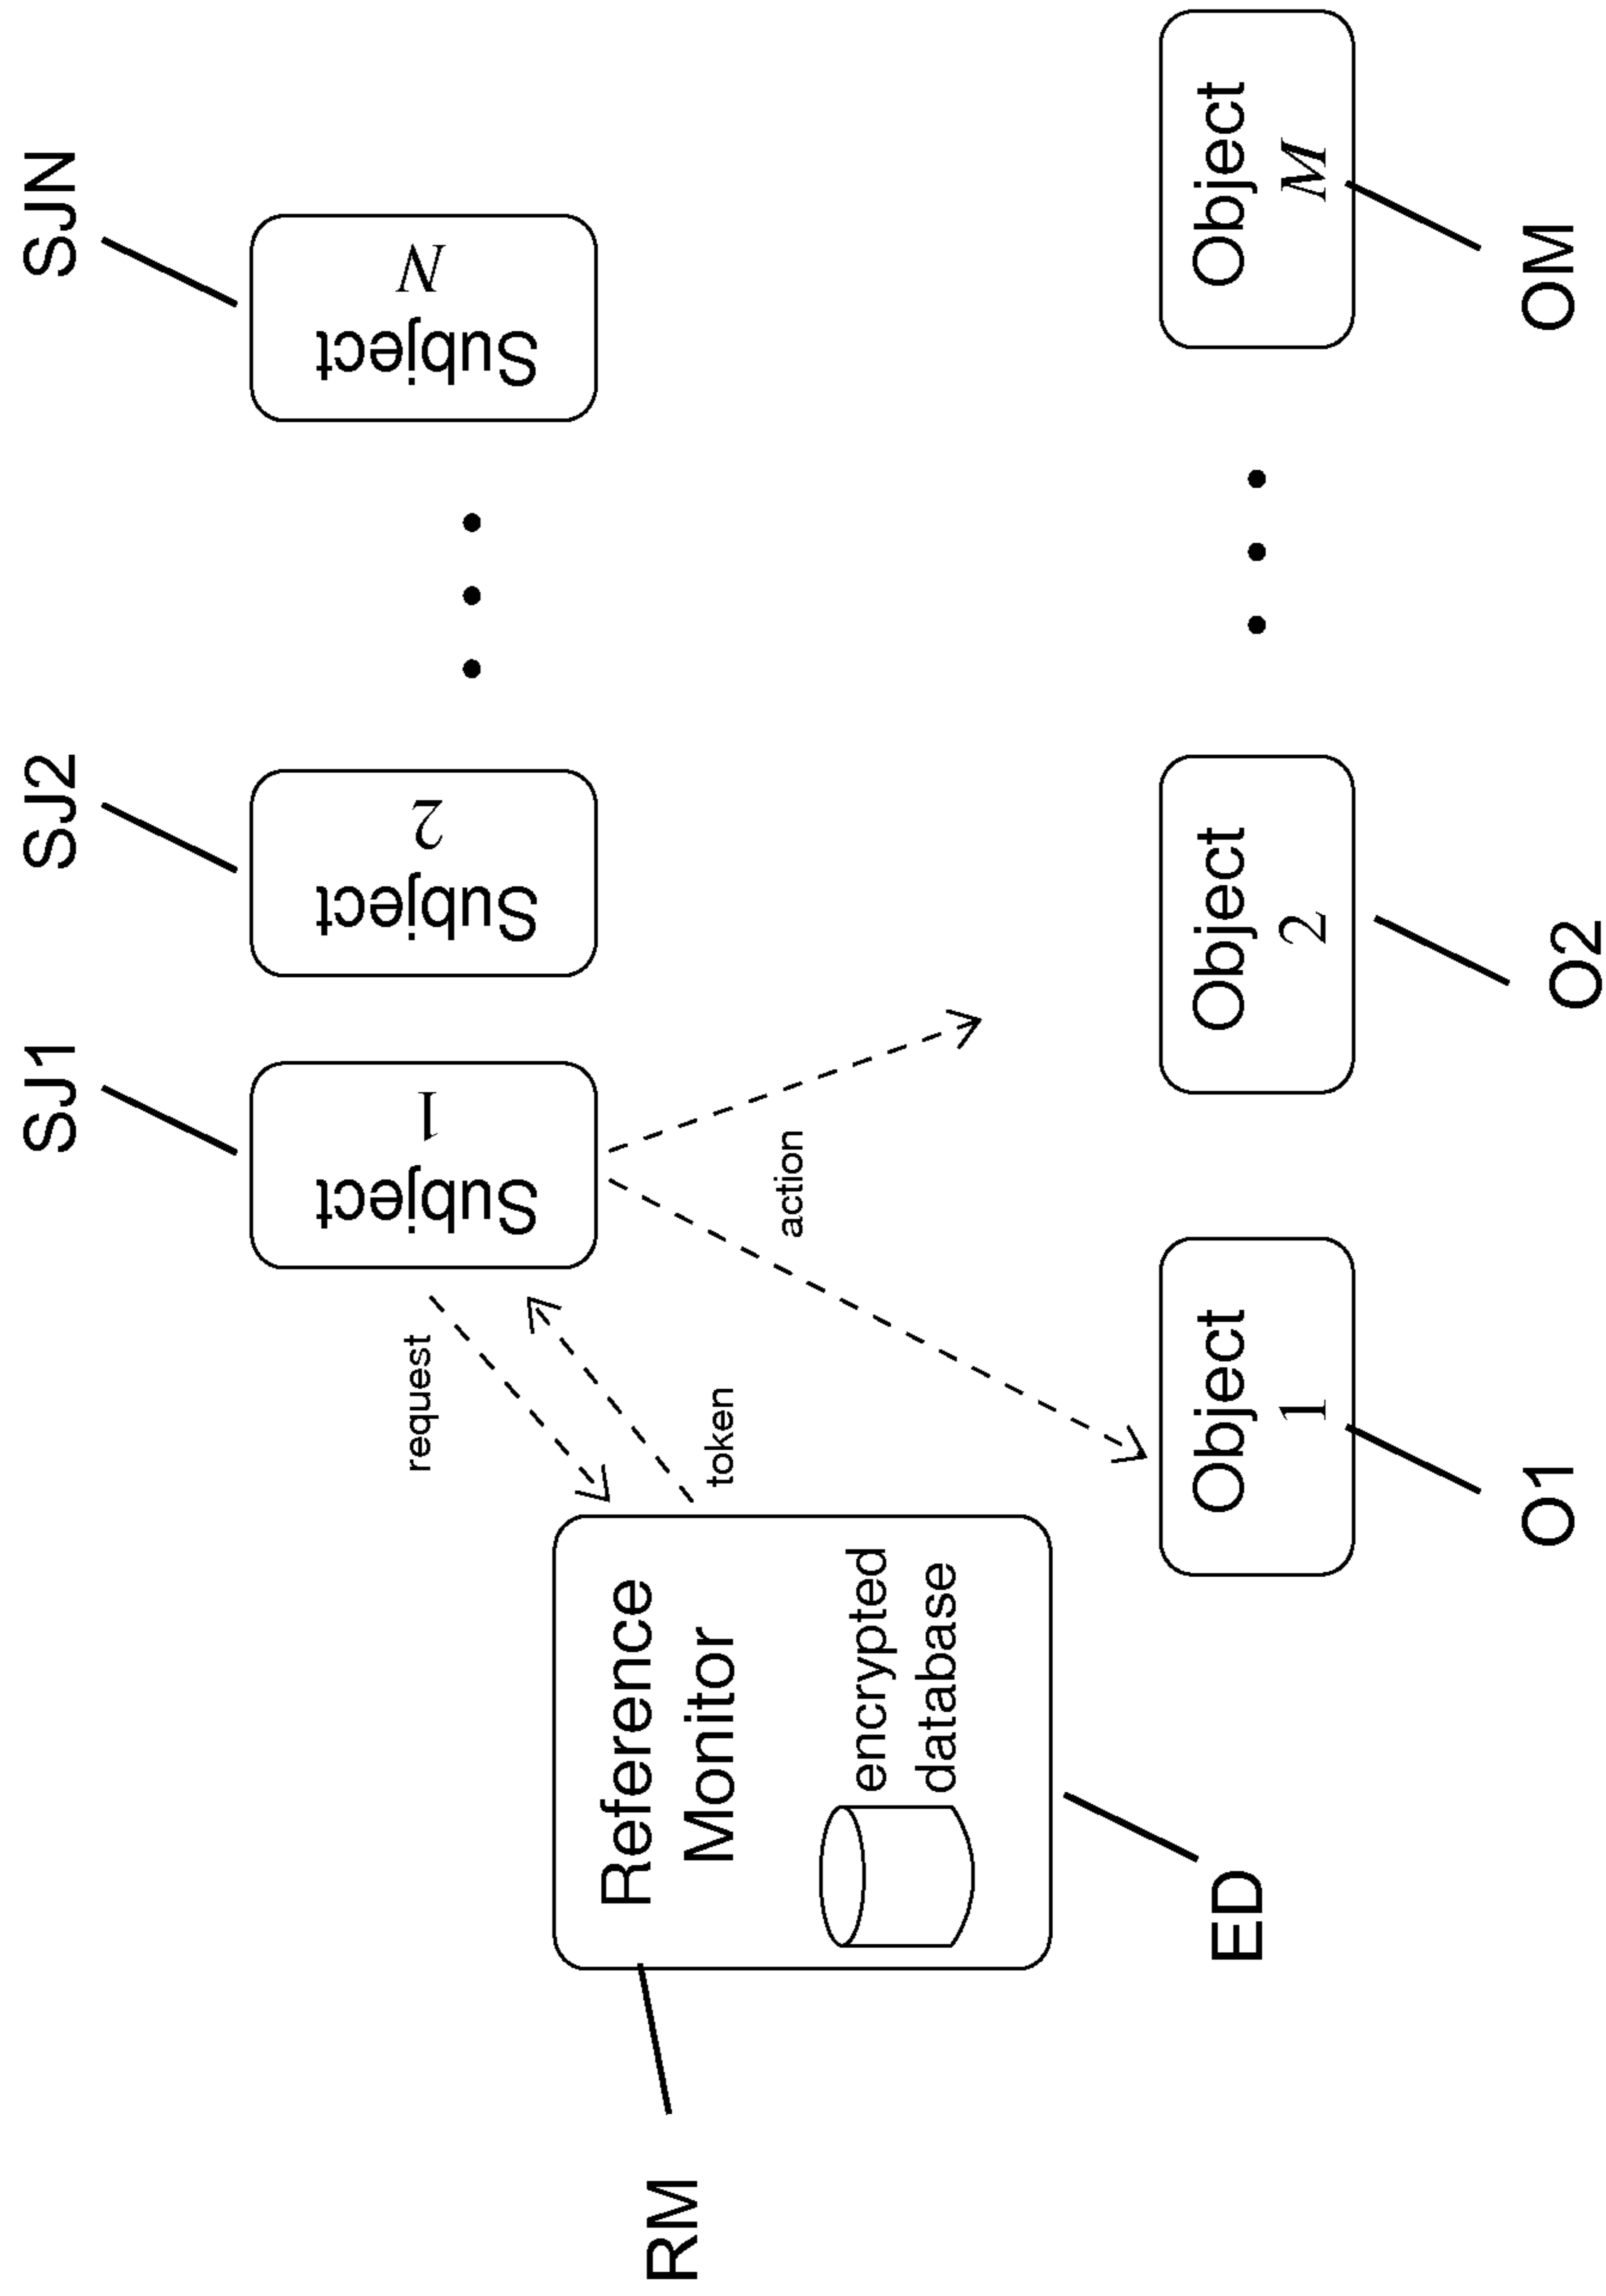 SJ1
SJ2
SJN
Subject
1
Subject
2
Subject
N
request
token
action
RM
Reference
Monitor
encrypted
database
ED
Object
1
Object
2
Object
M
O1
O2
OM